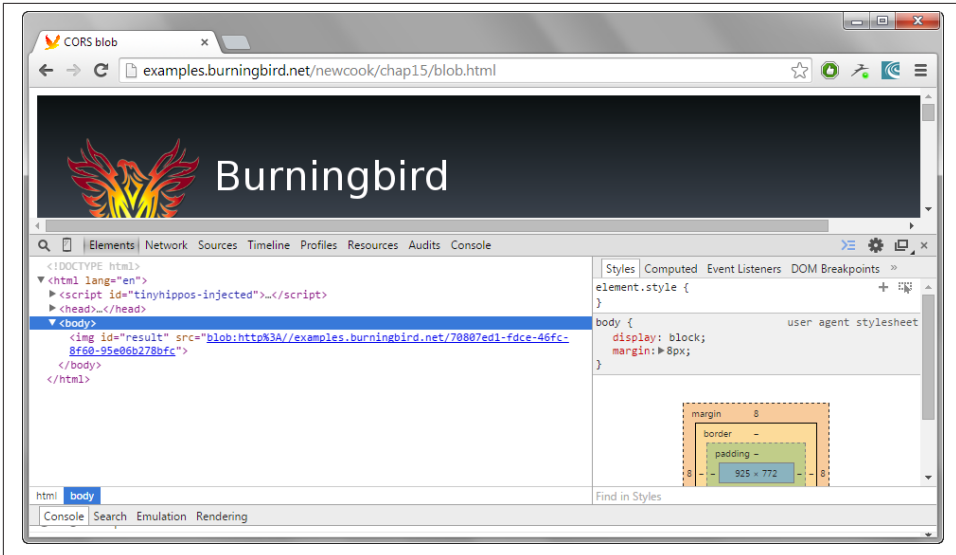 CORS blob
examples.burningbird.net/newcook/chap15/blob.html
Burningbird
Elements Network Sources Timeline Profiles Resources Audits Console
<!DOCTYPE html>
<html lang="en">
<script id="tinyhippos-injected">…</script>
<head>…</head>
<body>
<img id="result" src="blob:http%3A//examples.burningbird.net/70807ed1-fdce-46fc-
8f60-95e06b278bfc">
</body>
</html>
html body
Styles Computed Event Listeners DOM Breakpoints »
element.style {
}
body { user agent stylesheet
display: block;
margin: 8px;
}
margin 8
border –
padding –
8 – – 925 × 772 – – 8
Find in Styles
Console Search Emulation Rendering